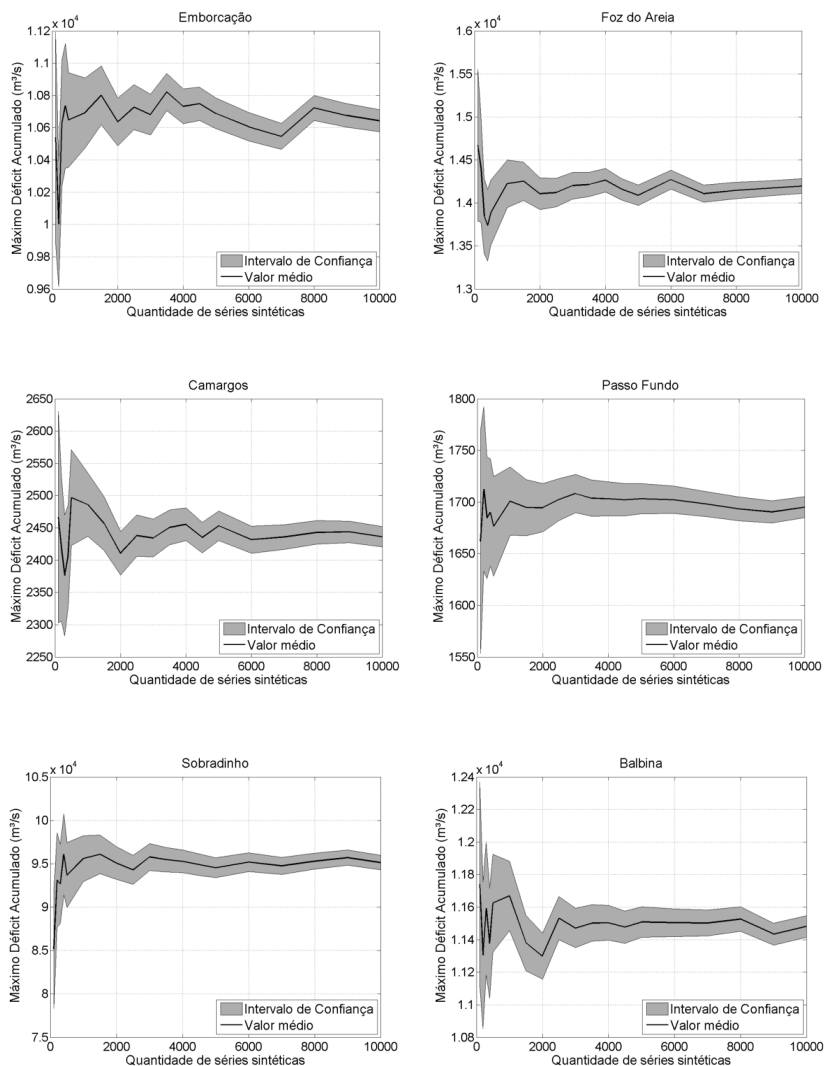 Emborcação
x 10⁴
1.12
1.1
1.08
1.06
1.04
1.02
1
0.98
0.96
Máximo Déficit Acumulado (m³/s)
0
2000
4000
6000
8000
10000
Quantidade de séries sintéticas
Intervalo de Confiança
Valor médio
Foz do Areia
x 10⁴
1.6
1.55
1.5
1.45
1.4
1.35
1.3
Máximo Déficit Acumulado (m³/s)
0
2000
4000
6000
8000
10000
Quantidade de séries sintéticas
Intervalo de Confiança
Valor médio
Camargos
2650
2600
2550
2500
2450
2400
2350
2300
2250
Máximo Déficit Acumulado (m³/s)
0
2000
4000
6000
8000
10000
Quantidade de séries sintéticas
Intervalo de Confiança
Valor médio
Passo Fundo
1800
1750
1700
1650
1600
1550
Máximo Déficit Acumulado (m³/s)
0
2000
4000
6000
8000
10000
Quantidade de séries sintéticas
Intervalo de Confiança
Valor médio
Sobradinho
x 10⁴
10.5
10
9.5
9
8.5
8
7.5
Máximo Déficit Acumulado (m³/s)
0
2000
4000
6000
8000
10000
Quantidade de séries sintéticas
Intervalo de Confiança
Valor médio
Balbina
x 10⁴
1.24
1.22
1.2
1.18
1.16
1.14
1.12
1.1
1.08
Máximo Déficit Acumulado (m³/s)
0
2000
4000
6000
8000
10000
Quantidade de séries sintéticas
Intervalo de Confiança
Valor médio